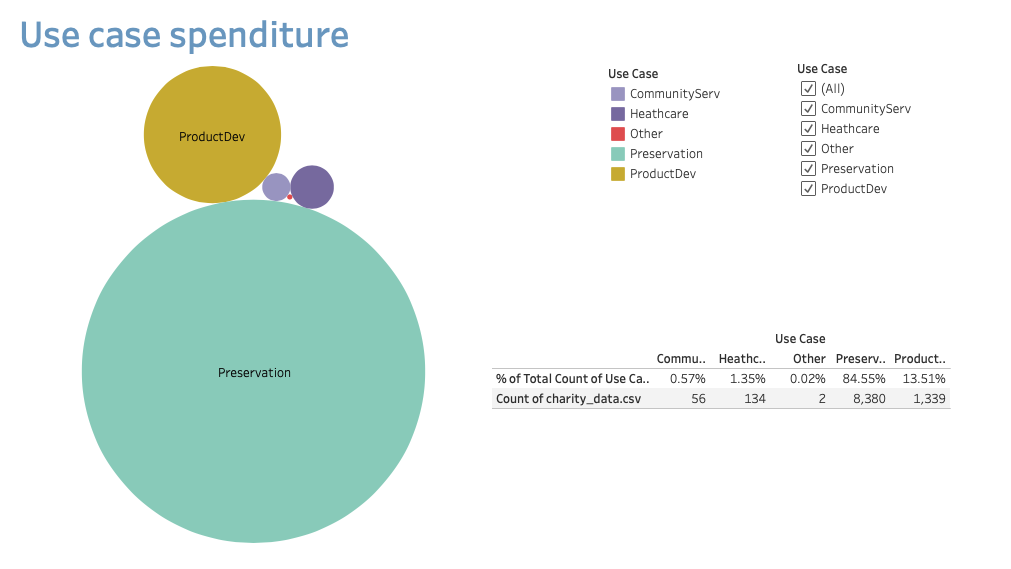 Use case spenditure
ProductDev
Preservation
Use Case
CommunityServ
Heathcare
Other
Preservation
ProductDev
Use Case
(All)
CommunityServ
Heathcare
Other
Preservation
ProductDev
Use Case
Commu.. Heathc.. Other Preserv.. Product..
% of Total Count of Use Ca.. 0.57% 1.35% 0.02% 84.55% 13.51%
Count of charity_data.csv 56 134 2 8,380 1,339